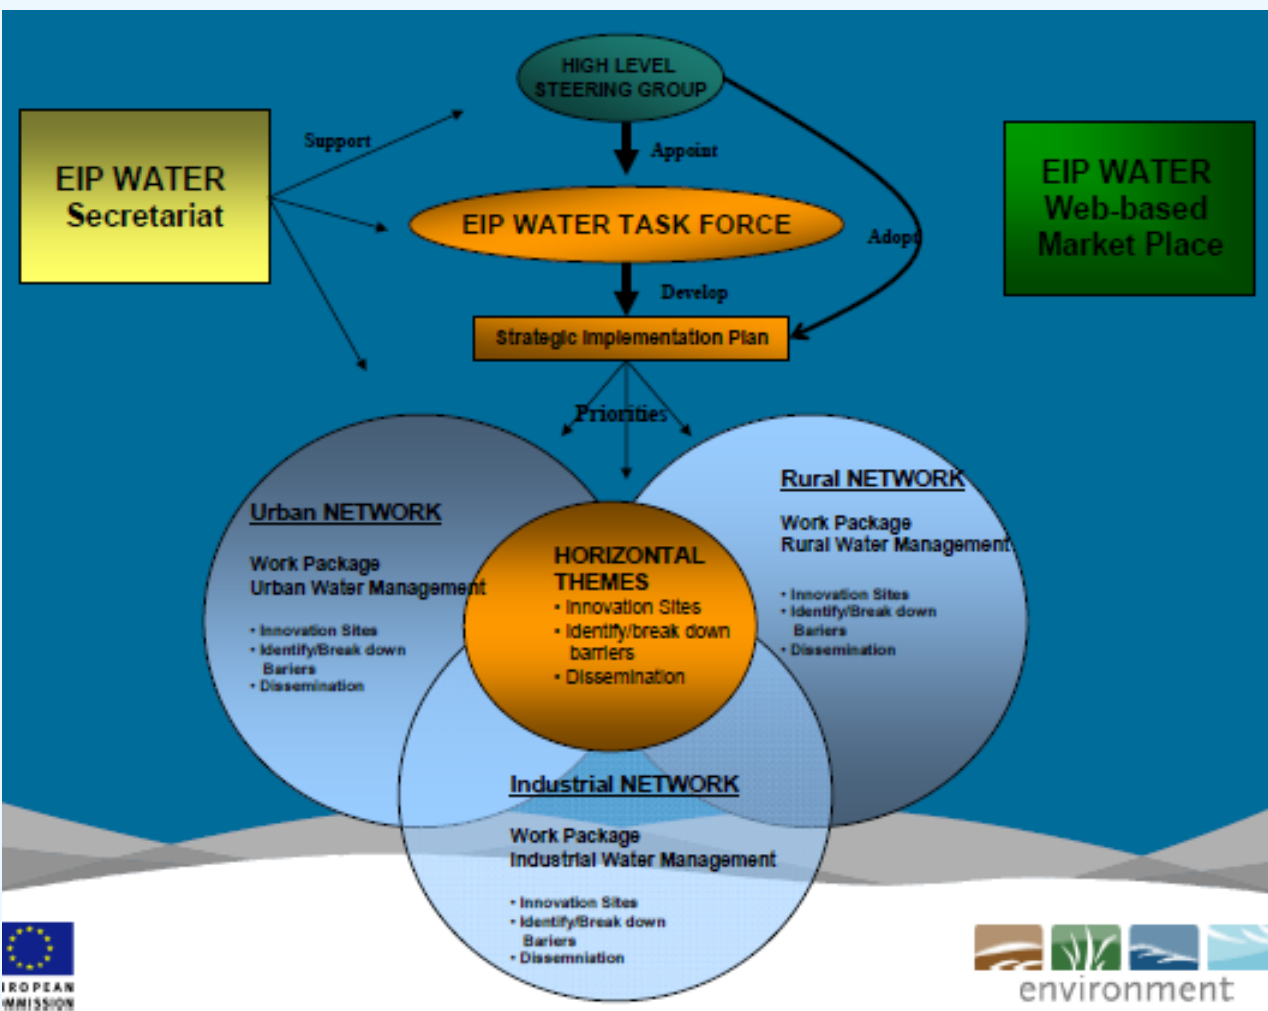 HIGH LEVEL
STEERING GROUP
Support
Appoint
EIP WATER
Secretariat
EIP WATER
Web-based
Market Place
EIP WATER TASK FORCE
Adopt
Develop
Strategic Implementation Plan
Priorities
Urban NETWORK
Work Package
Urban Water Management
• Innovation Sites
• Identify/Break down
Bariers
• Dissemination
HORIZONTAL
THEMES
• Innovation Sites
• Identify/break down
barriers
• Dissemination
Rural NETWORK
Work Package
Rural Water Management
• Innovation Sites
• Identify/Break down
Bariers
• Dissemination
Industrial NETWORK
Work Package
Industrial Water Management
• Innovation Sites
• Identify/Break down
Bariers
• Dissemniation
UROPEAN
MMISSION
environment